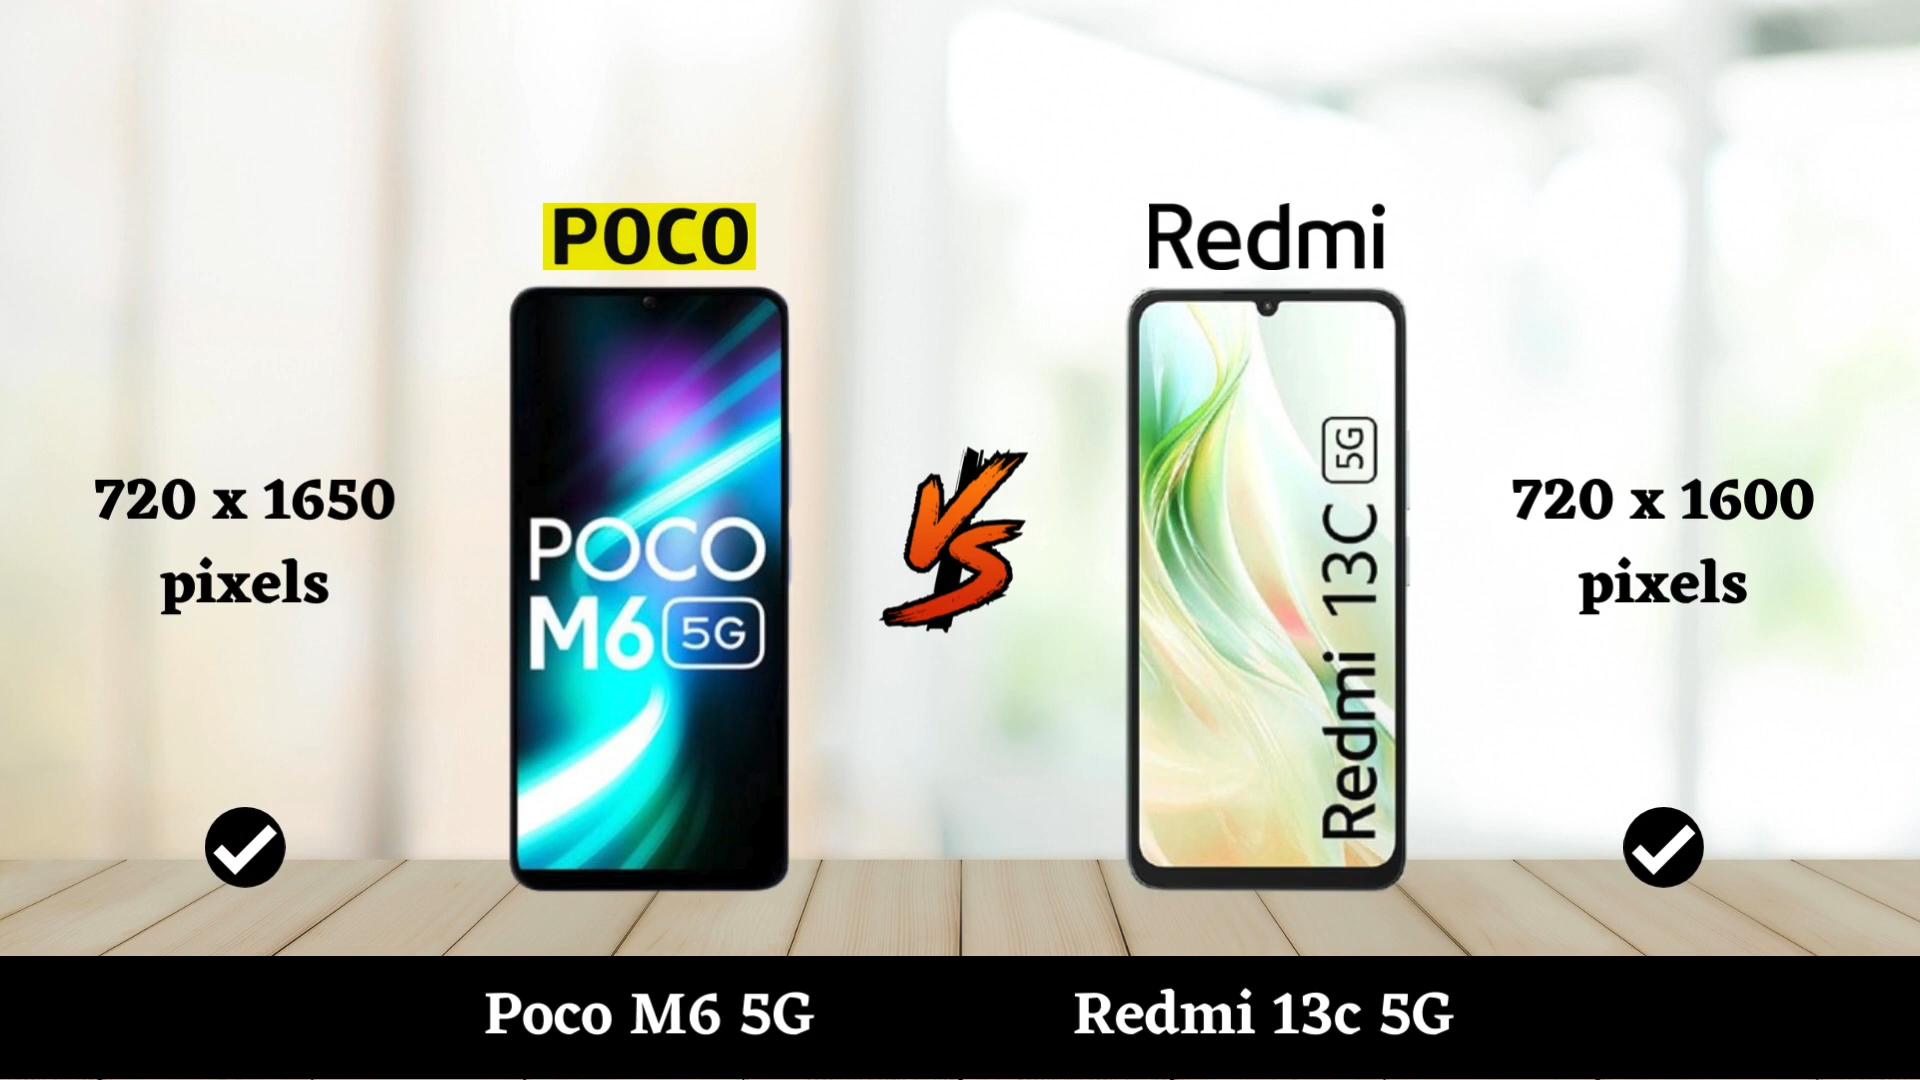 POCO
Redmi
720 x 1650
pixels
POCO
M6 5G
VS
Redmi 13C 5G
720 x 1600
pixels
Poco M6 5G
Redmi 13c 5G